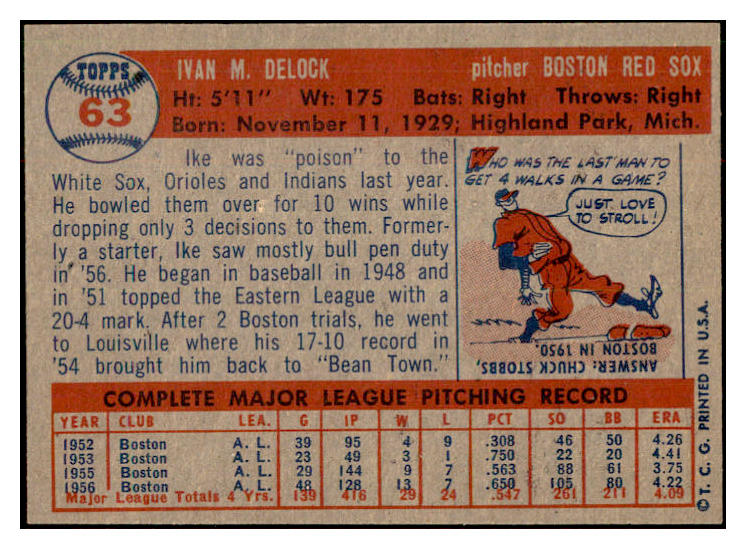 TOPPS
63
IVAN M. DELOCK
pitcher BOSTON RED SOX
Ht: 5'11" Wt: 175 Bats: Right Throws: Right
Born: November 11, 1929; Highland Park, Mich.
Ike was "poison" to the
White Sox, Orioles and Indians last year.
He bowled them over for 10 wins while
dropping only 3 decisions to them. Former-
ly a starter, Ike saw mostly bull pen duty
in '56. He began in baseball in 1948 and
in '51 topped the Eastern League with a
20-4 mark. After 2 Boston trials, he went
to Louisville where his 17-10 record in
'54 brought him back to "Bean Town."
WHO WAS THE LAST MAN TO
GET 4 WALKS IN A GAME?
JUST LOVE
TO STROLL!
ANSWER: CHUCK STOBBS,
BOSTON IN 1950.
COMPLETE MAJOR LEAGUE PITCHING RECORD
YEAR CLUB LEA. G IP W L PCT SO BB ERA
1952 Boston A. L. 39 95 4 9 .308 46 50 4.26
1953 Boston A. L. 23 49 3 1 .750 22 20 4.41
1955 Boston A. L. 29 144 9 7 .563 88 61 3.75
1956 Boston A. L. 48 128 13 7 .650 105 80 4.22
Major League Totals 4 Yrs. 139 416 29 24 .547 261 211 4.09
© T. C. G. PRINTED IN U.S.A.